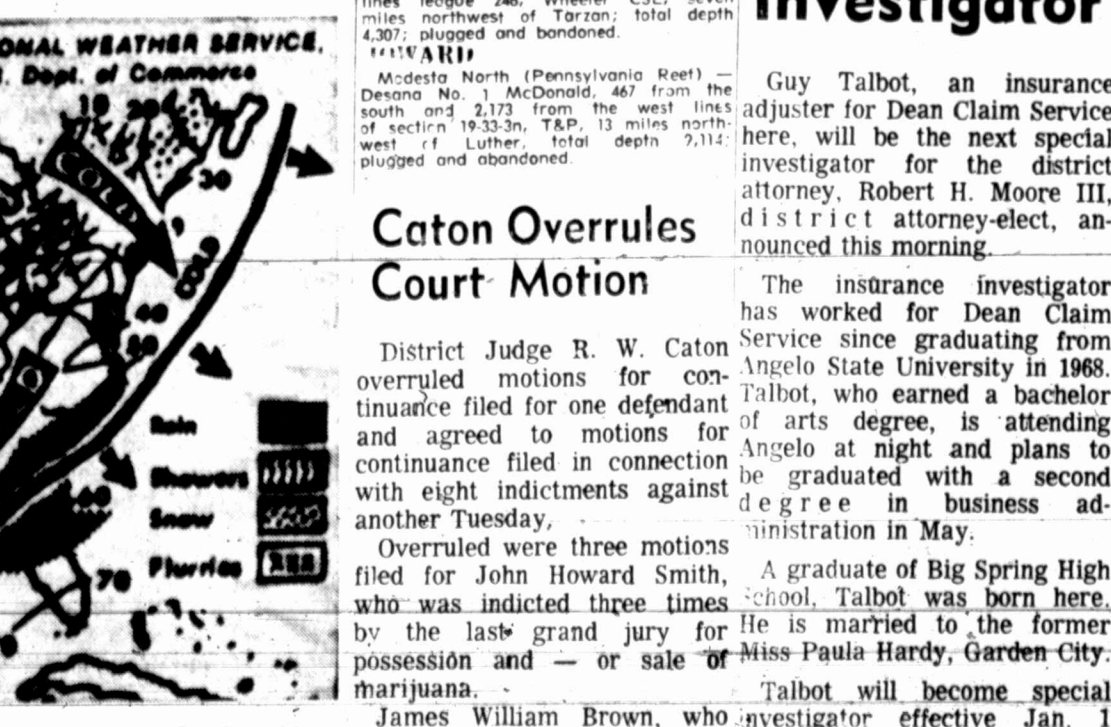 ONAL WEATHER SERVICE,
Dept. of Commerce
10
20
COLD
30
COLD
40
60
70
Rain
Showers
Snow
Flurries
miles northwest of Tarzan; total depth
4,307; plugged and bandoned.
HOWARD
Modesta North (Pennsylvania Reef) —
Desana No. 1 McDonald, 467 from the
south and 2,173 from the west lines
of section 19-33-3n, T&P, 13 miles north-
west of Luther, total depth 9,114;
plugged and abandoned.
Caton Overrules
Court Motion
District Judge R. W. Caton
overruled motions for con-
tinuance filed for one defendant
and agreed to motions for
continuance filed in connection
with eight indictments against
another Tuesday,
Overruled were three motions
filed for John Howard Smith,
who was indicted three times
by the last grand jury for
possession and — or sale of
marijuana.
James William Brown, who
Investigator
Guy Talbot, an insurance
adjuster for Dean Claim Service
here, will be the next special
investigator for the district
attorney, Robert H. Moore III,
district attorney-elect, an-
nounced this morning.
The insurance investigator
has worked for Dean Claim
Service since graduating from
Angelo State University in 1968.
Talbot, who earned a bachelor
of arts degree, is attending
Angelo at night and plans to
be graduated with a second
degree in business ad-
ministration in May.
A graduate of Big Spring High
School, Talbot was born here.
He is married to the former
Miss Paula Hardy, Garden City.
Talbot will become special
investigator effective Jan. 1